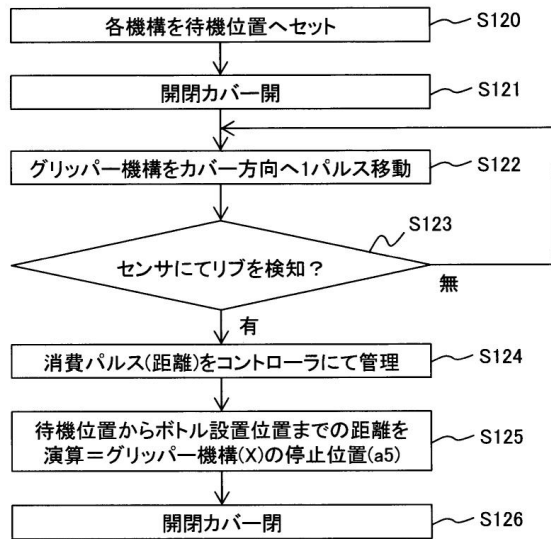 各機構を待機位置へセット
S120
開閉カバー開
S121
グリッパー機構をカバー方向へ1パルス移動
S122
S123
センサにてリブを検知？
無
有
消費パルス(距離)をコントローラにて管理
S124
待機位置からボトル設置位置までの距離を
演算＝グリッパー機構(X)の停止位置(a5)
S125
開閉カバー閉
S126